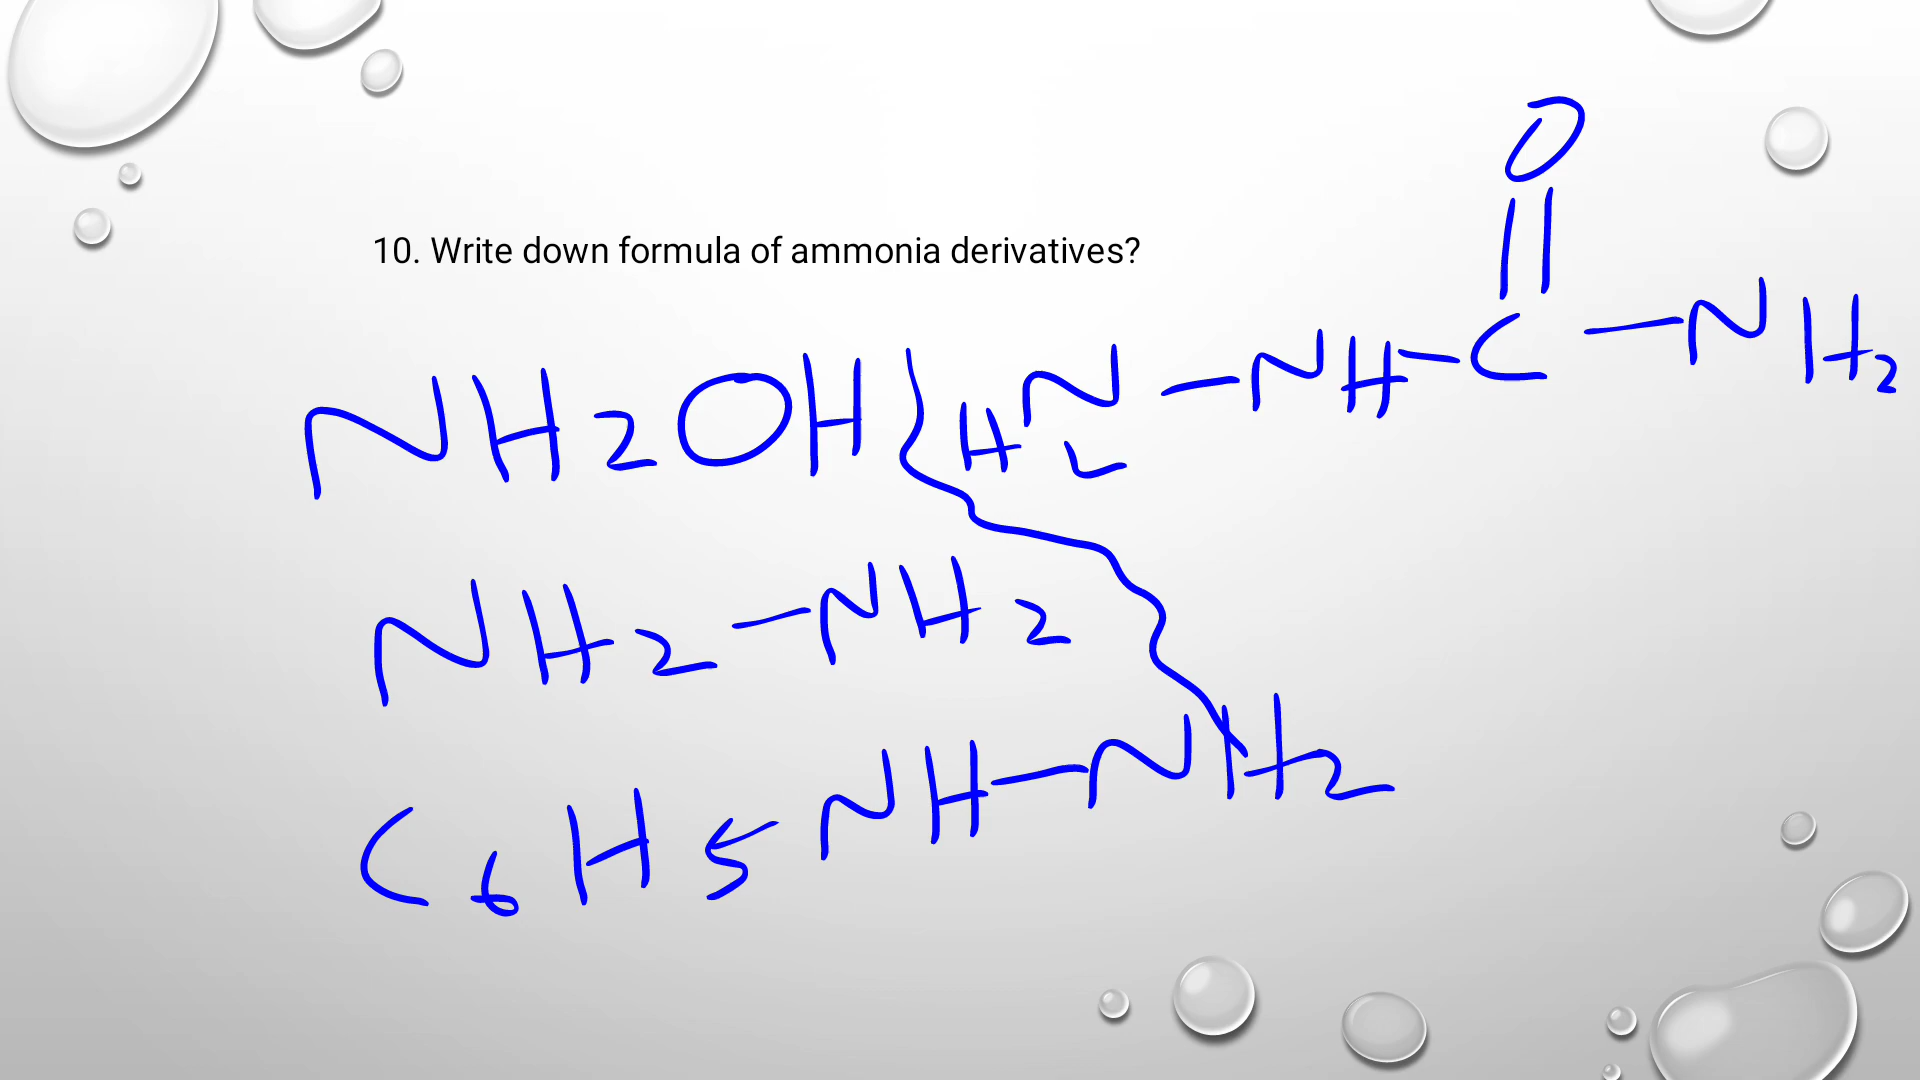 10. Write down formula of ammonia derivatives?
O
||
NH2OH H2N-NH-C-NH2
NH2-NH2
C6H5NH-NH2